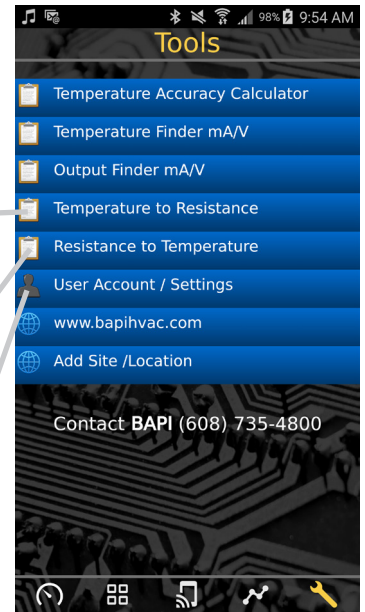 98% 9:54 AM
Tools
Temperature Accuracy Calculator
Temperature Finder mA/V
Output Finder mA/V
Temperature to Resistance
Resistance to Temperature
User Account / Settings
www.bapihvac.com
Add Site /Location
Contact BAPI (608) 735-4800